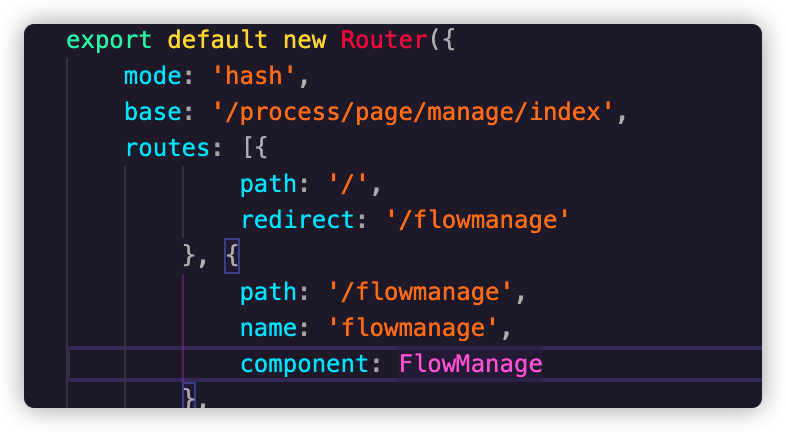 export default new Router({
mode: 'hash',
base: '/process/page/manage/index',
routes: [{
path: '/',
redirect: '/flowmanage'
}, {
path: '/flowmanage',
name: 'flowmanage',
component: FlowManage
},